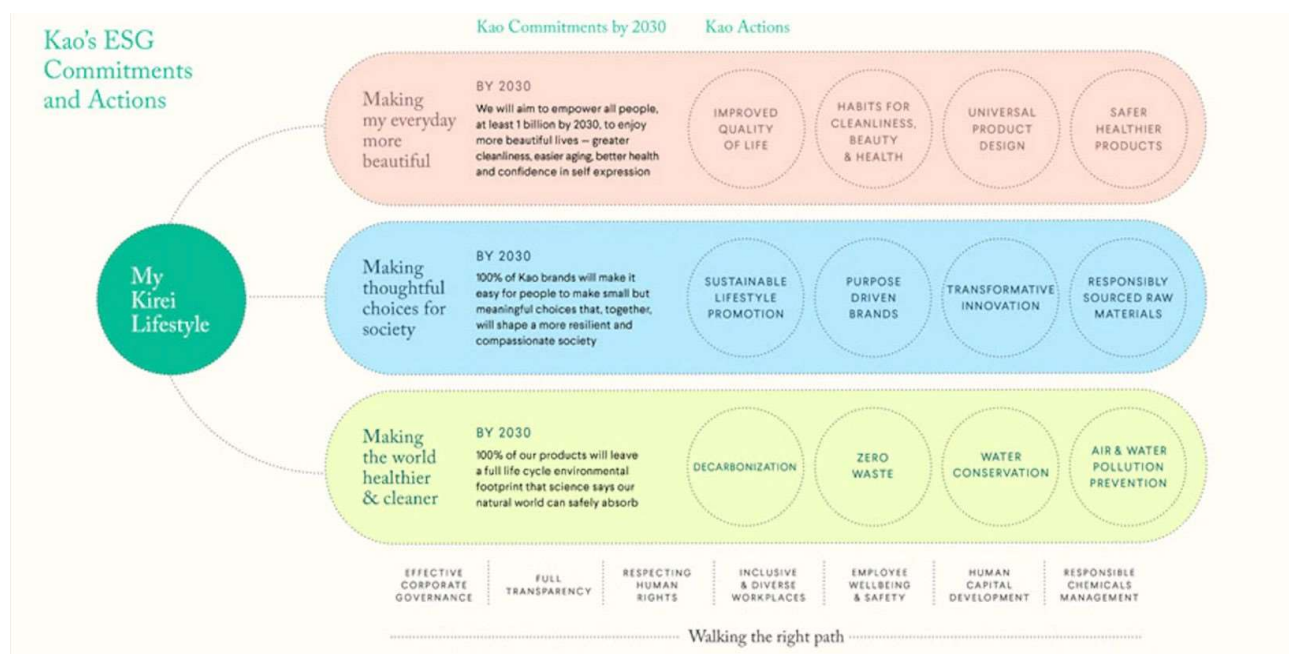 Kao's ESG
Commitments
and Actions
Kao Commitments by 2030
Kao Actions
My
Kirei
Lifestyle
Making
my everyday
more
beautiful
BY 2030
We will aim to empower all people,
at least 1 billion by 2030, to enjoy
more beautiful lives – greater
cleanliness, easier aging, better health
and confidence in self expression
IMPROVED
QUALITY
OF LIFE
HABITS FOR
CLEANLINESS,
BEAUTY
& HEALTH
UNIVERSAL
PRODUCT
DESIGN
SAFER
HEALTHIER
PRODUCTS
Making
thoughtful
choices for
society
BY 2030
100% of Kao brands will make it
easy for people to make small but
meaningful choices that, together,
will shape a more resilient and
compassionate society
SUSTAINABLE
LIFESTYLE
PROMOTION
PURPOSE
DRIVEN
BRANDS
TRANSFORMATIVE
INNOVATION
RESPONSIBLY
SOURCED RAW
MATERIALS
Making
the world
healthier
& cleaner
BY 2030
100% of our products will leave
a full life cycle environmental
footprint that science says our
natural world can safely absorb
DECARBONIZATION
ZERO
WASTE
WATER
CONSERVATION
AIR & WATER
POLLUTION
PREVENTION
EFFECTIVE
CORPORATE
GOVERNANCE
FULL
TRANSPARENCY
RESPECTING
HUMAN
RIGHTS
INCLUSIVE
& DIVERSE
WORKPLACES
EMPLOYEE
WELLBEING
& SAFETY
HUMAN
CAPITAL
DEVELOPMENT
RESPONSIBLE
CHEMICALS
MANAGEMENT
Walking the right path